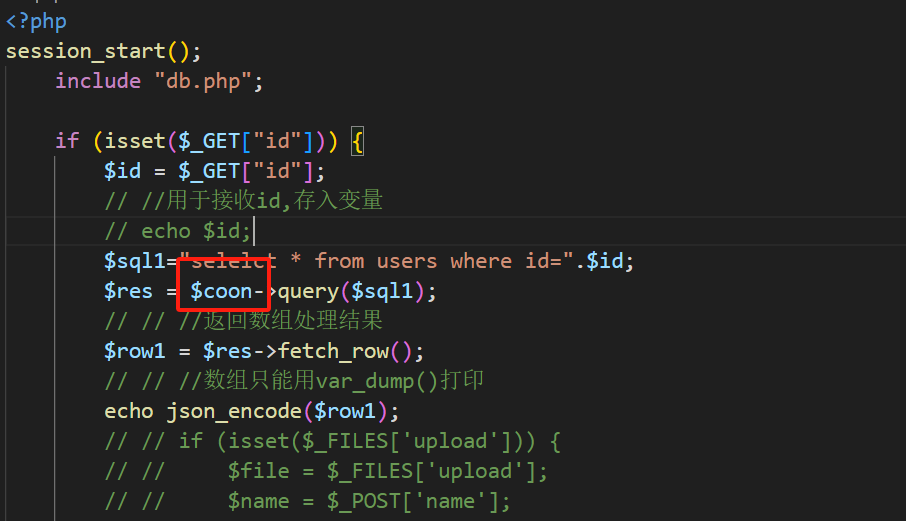 <?php
session_start();
include "db.php";
if (isset($_GET["id"])) {
$id = $_GET["id"];
// //用于接收id,存入变量
// echo $id;
$sql1="selelct * from users where id=".$id;
$res = $coon->query($sql1);
// // //返回数组处理结果
$row1 = $res->fetch_row();
// // //数组只能用var_dump()打印
echo json_encode($row1);
// // if (isset($_FILES['upload'])) {
// //     $file = $_FILES['upload'];
// //     $name = $_POST['name'];